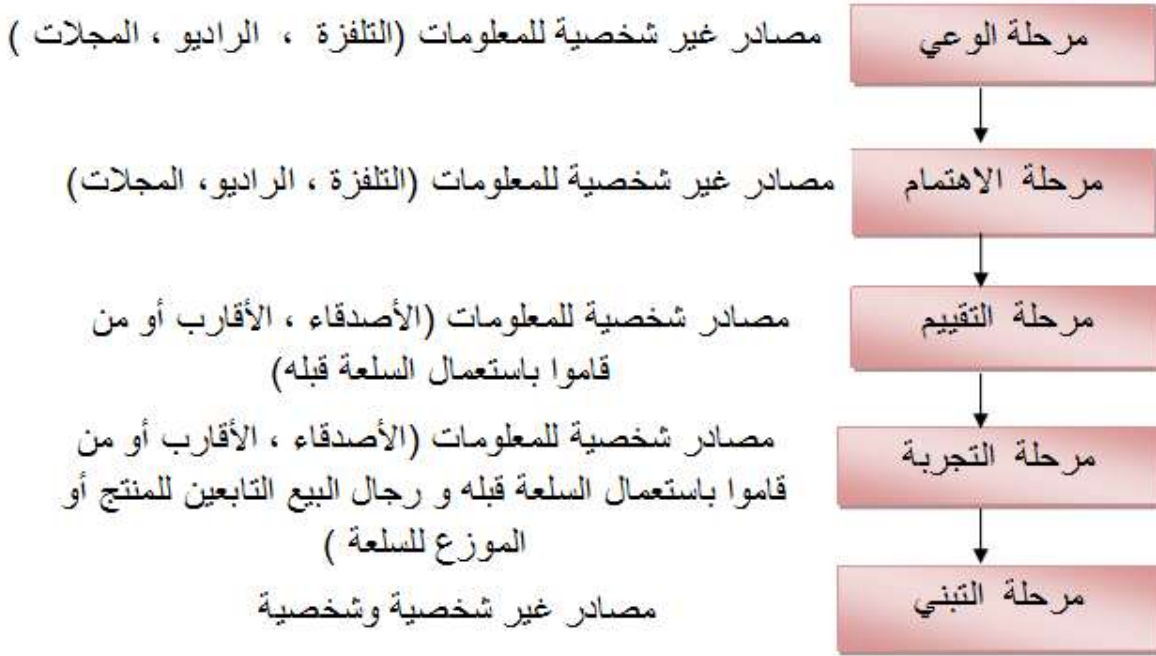 مرحلة الوعي
مصادر غير شخصية للمعلومات (التلفزة ، الراديو ، المجلات )
مرحلة الاهتمام
مصادر غير شخصية للمعلومات (التلفزة ، الراديو، المجلات)
مرحلة التقييم
مصادر شخصية للمعلومات (الأصدقاء ، الأقارب أو من
قاموا باستعمال السلعة قبله)
مرحلة التجربة
مصادر شخصية للمعلومات (الأصدقاء ، الأقارب أو من
قاموا باستعمال السلعة قبله و رجال البيع التابعين للمنتج أو
الموزع للسلعة )
مرحلة التبني
مصادر غير شخصية وشخصية